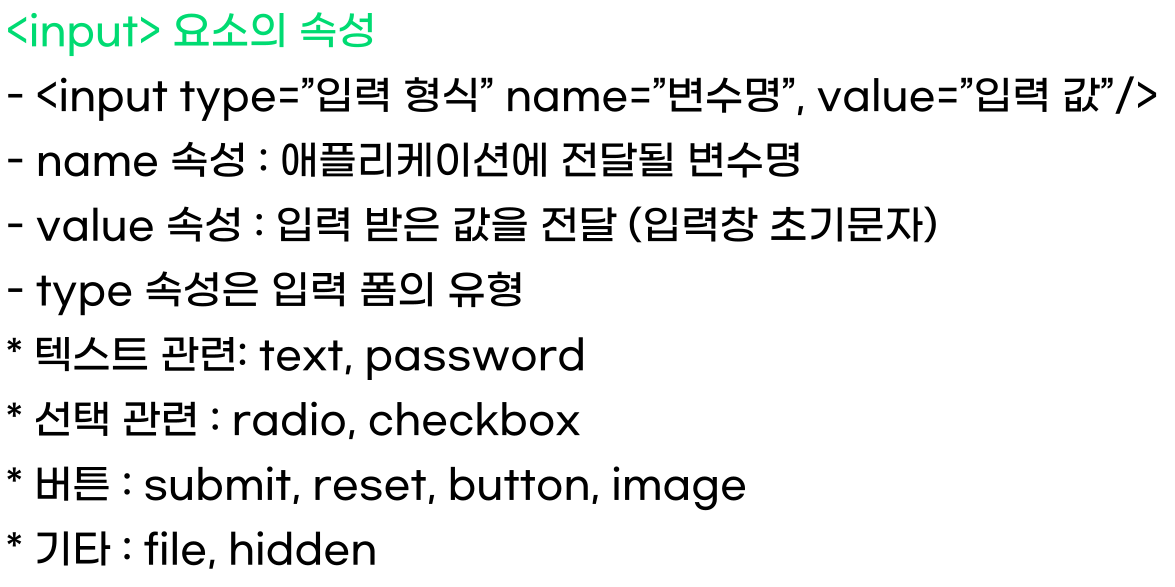 <input> 요소의 속성
- <input type=”입력 형식” name=”변수명”, value=”입력 값”/>
- name 속성 : 애플리케이션에 전달될 변수명
- value 속성 : 입력 받은 값을 전달 (입력창 초기문자)
- type 속성은 입력 폼의 유형
* 텍스트 관련: text, password
* 선택 관련 : radio, checkbox
* 버튼 : submit, reset, button, image
* 기타 : file, hidden